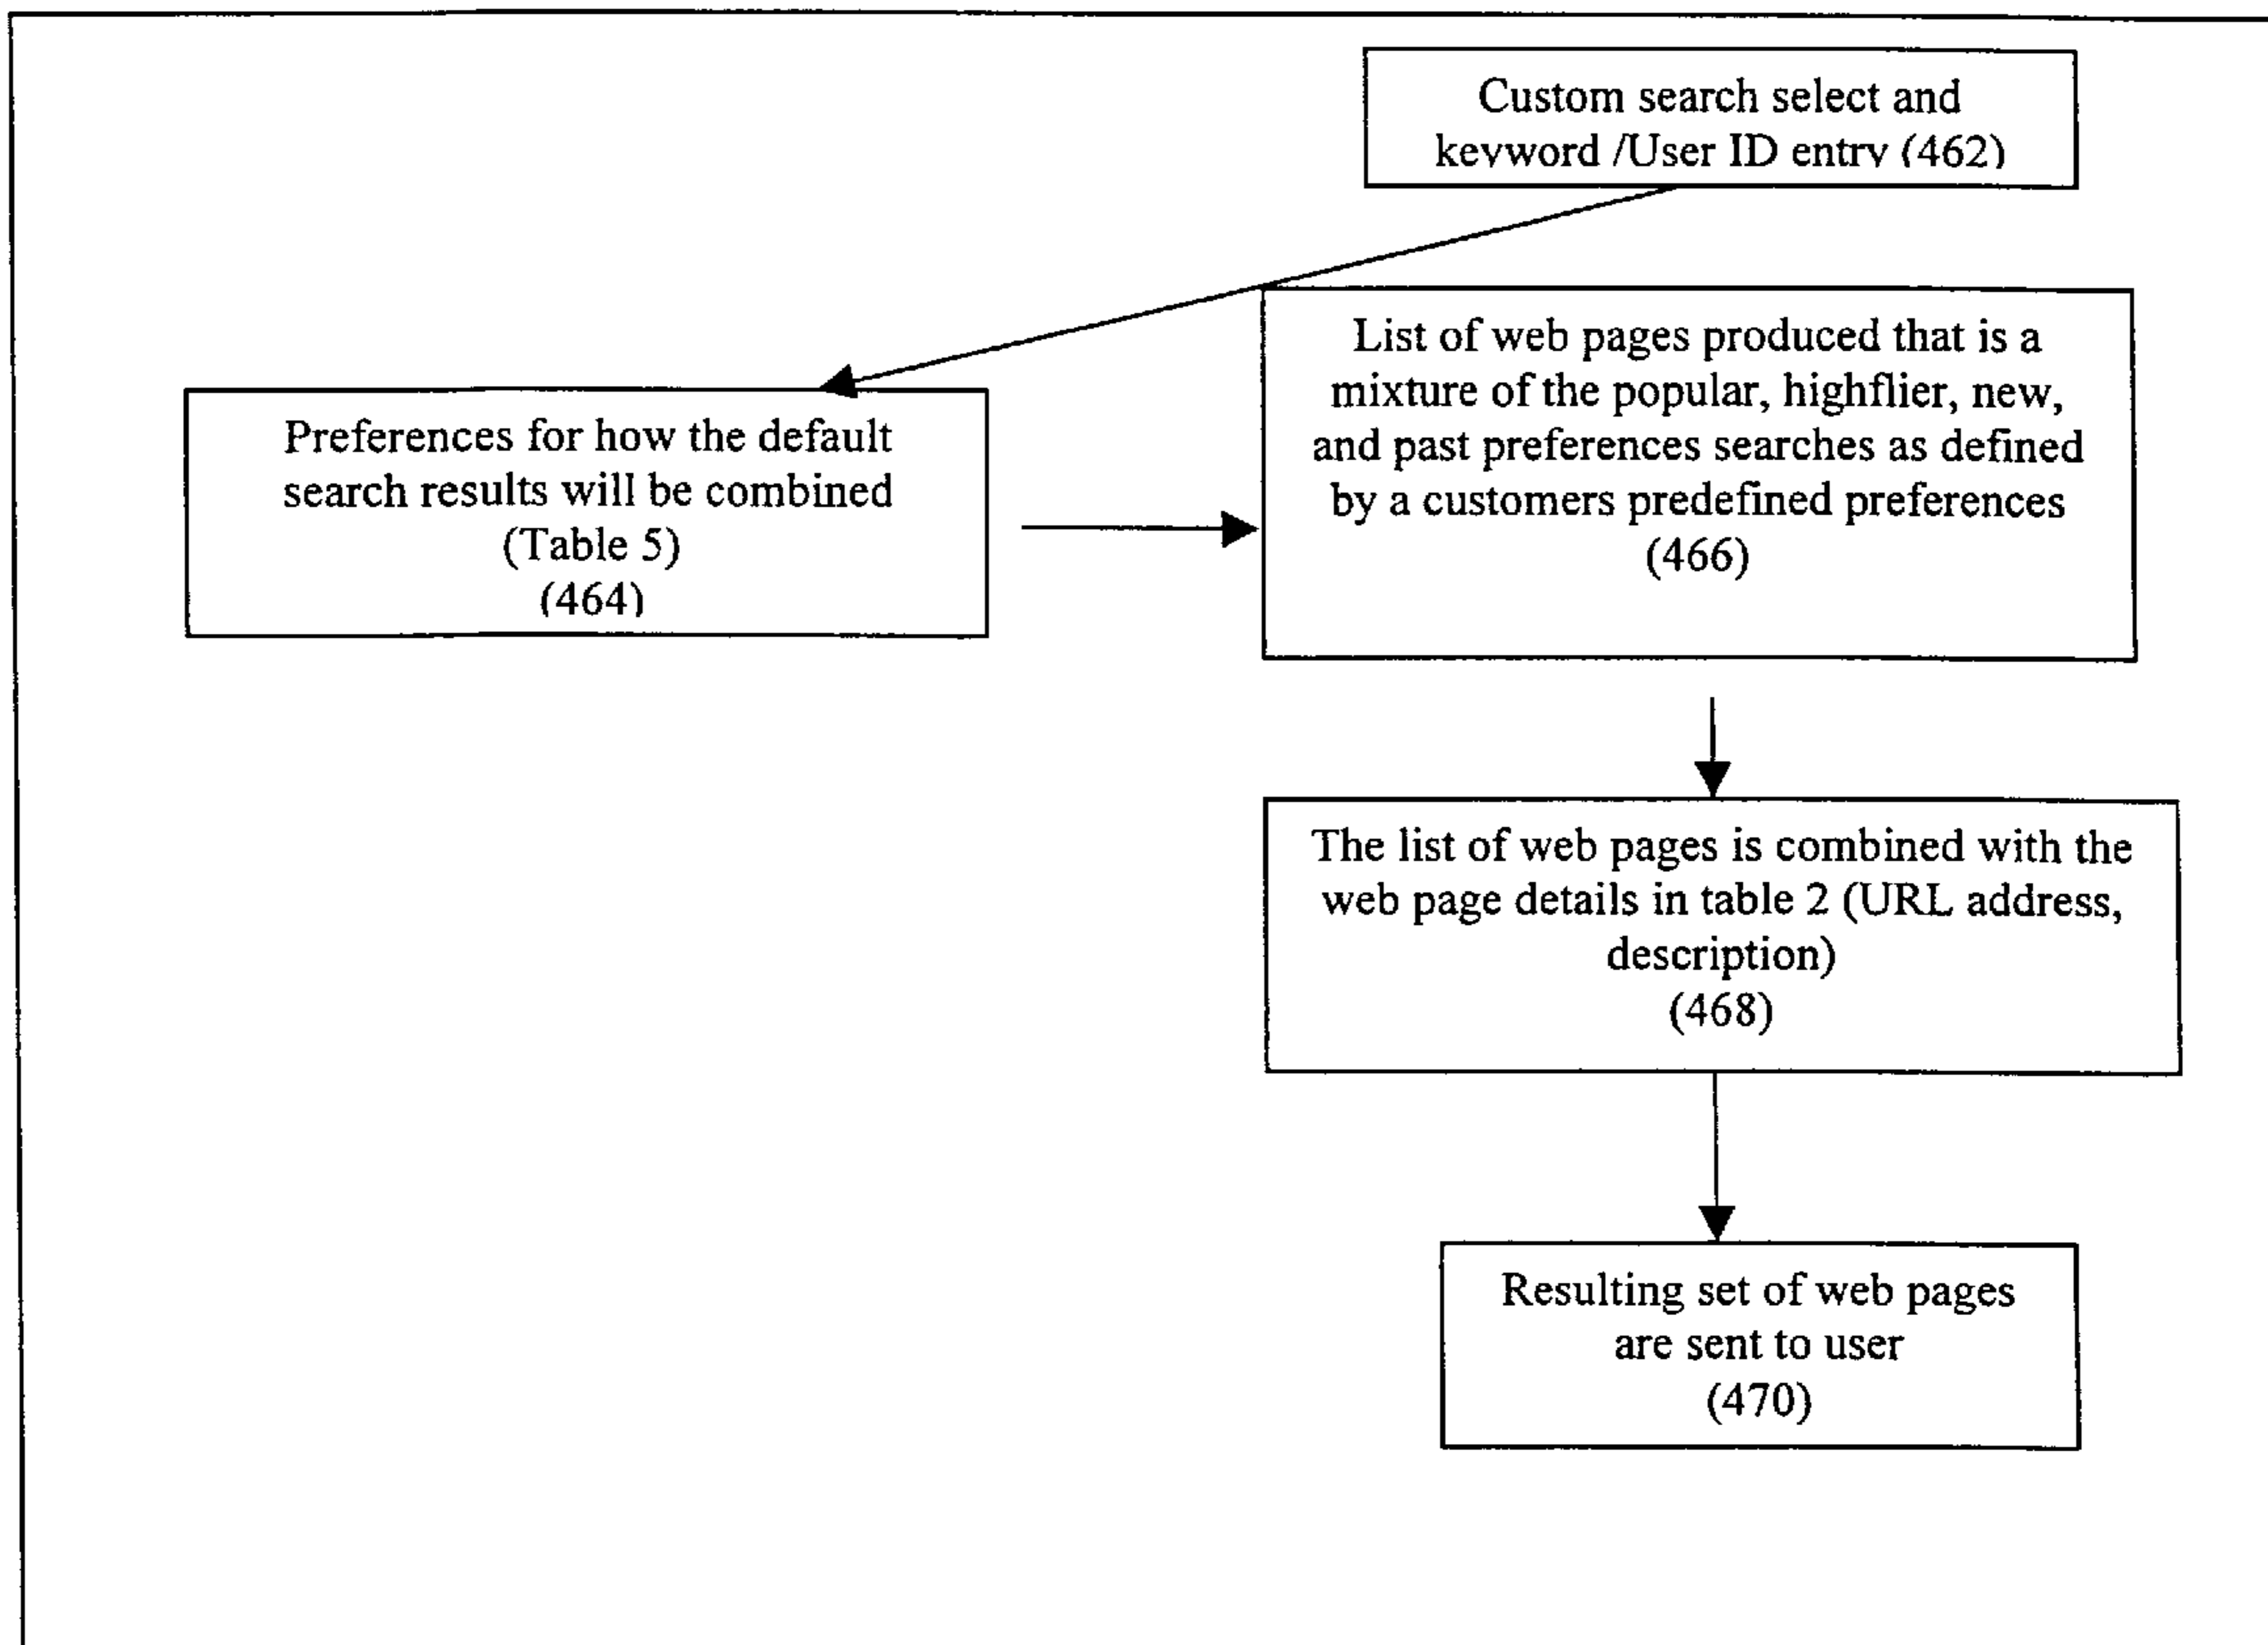 Custom search select and
keyword /User ID entry (462)
Preferences for how the default
search results will be combined
(Table 5)
(464)
List of web pages produced that is a
mixture of the popular, highflier, new,
and past preferences searches as defined
by a customers predefined preferences
(466)
The list of web pages is combined with the
web page details in table 2 (URL address,
description)
(468)
Resulting set of web pages
are sent to user
(470)